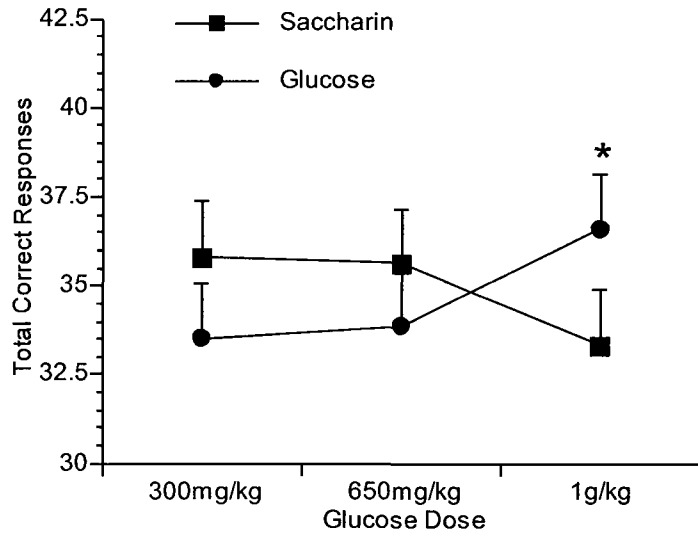 42.5
Saccharin
Glucose
40
*
37.5
35
32.5
30
Total Correct Responses
300mg/kg 650mg/kg 1g/kg
Glucose Dose